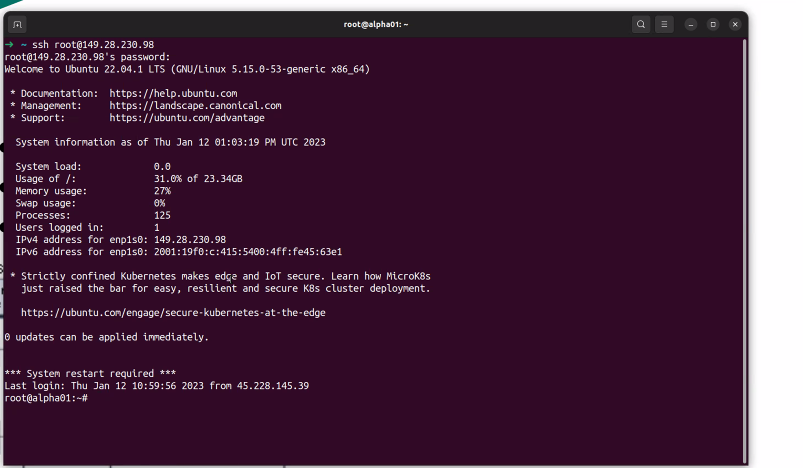 root@alpha01: ~
➜ ~ ssh root@149.28.230.98
root@149.28.230.98's password:
Welcome to Ubuntu 22.04.1 LTS (GNU/Linux 5.15.0-53-generic x86_64)
* Documentation: https://help.ubuntu.com
* Management: https://landscape.canonical.com
* Support: https://ubuntu.com/advantage
System information as of Thu Jan 12 01:03:19 PM UTC 2023
System load: 0.0
Usage of /: 31.0% of 23.34GB
Memory usage: 27%
Swap usage: 0%
Processes: 125
Users logged in: 1
IPv4 address for enp1s0: 149.28.230.98
IPv6 address for enp1s0: 2001:19f0:c:415:5400:4ff:fe45:63e1
* Strictly confined Kubernetes makes edge and IoT secure. Learn how MicroK8s
just raised the bar for easy, resilient and secure K8s cluster deployment.
https://ubuntu.com/engage/secure-kubernetes-at-the-edge
0 updates can be applied immediately.
*** System restart required ***
Last login: Thu Jan 12 10:59:56 2023 from 45.228.145.39
root@alpha01:~#